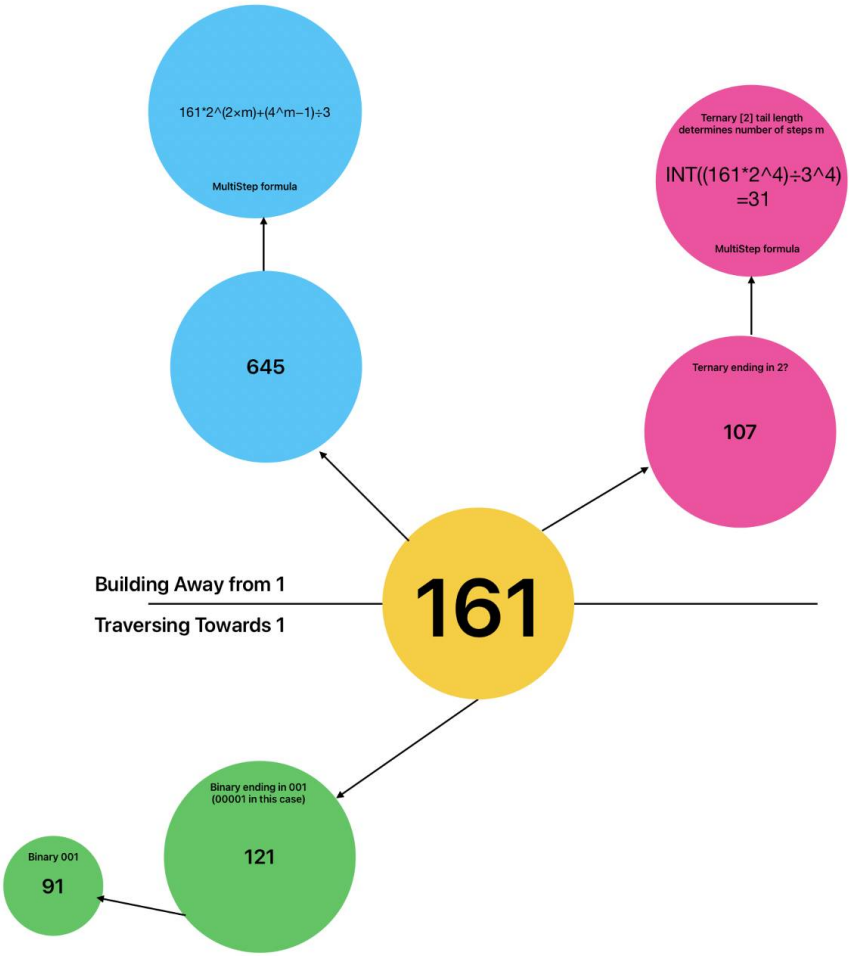 161*2^(2×m)+(4^m−1)÷3
MultiStep formula
Ternary [2] tail length
determines number of steps m
INT((161*2^4)÷3^4)
=31
MultiStep formula
645
Ternary ending in 2?
107
161
Building Away from 1
Traversing Towards 1
Binary ending in 001
(00001 in this case)
121
Binary 001
91